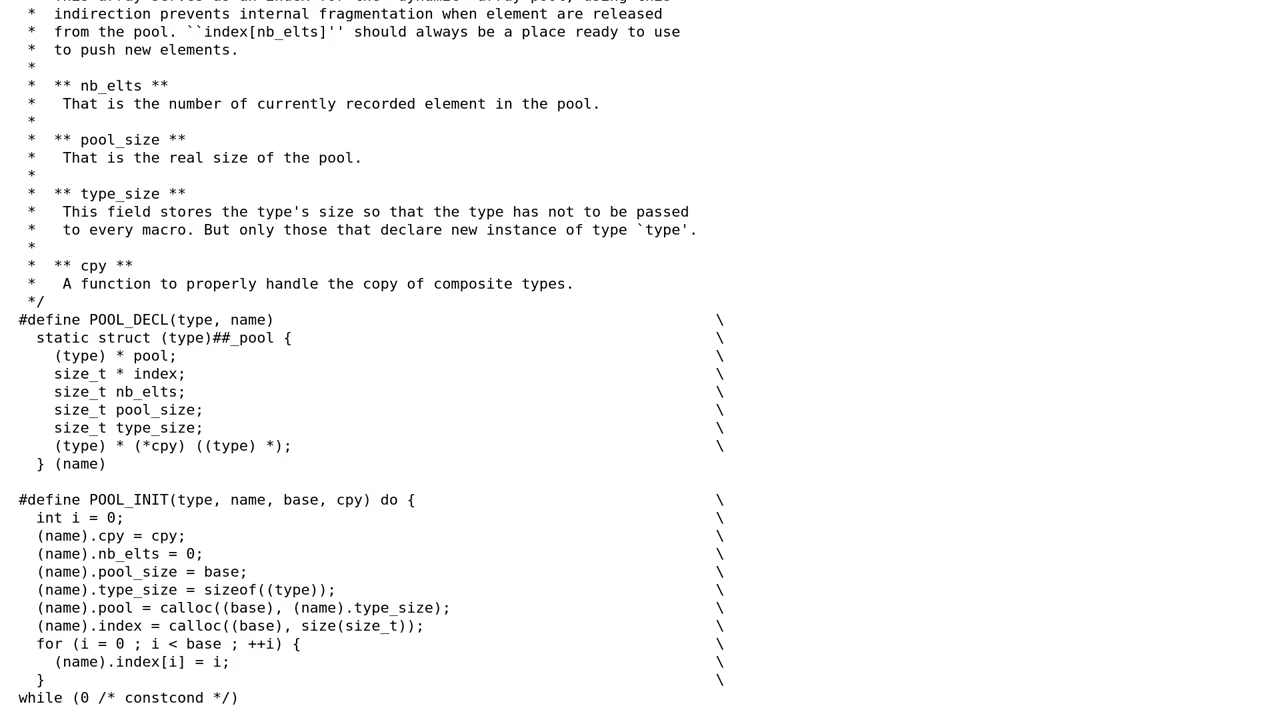 *  indirection prevents internal fragmentation when element are released
 *  from the pool. ``index[nb_elts]'' should always be a place ready to use
 *  to push new elements.
 *
 *  ** nb_elts **
 *   That is the number of currently recorded element in the pool.
 *
 *  ** pool_size **
 *   That is the real size of the pool.
 *
 *  ** type_size **
 *   This field stores the type's size so that the type has not to be passed
 *   to every macro. But only those that declare new instance of type `type'.
 *
 *  ** cpy **
 *   A function to properly handle the copy of composite types.
 */
#define POOL_DECL(type, name)                                                  \
  static struct (type)##_pool {                                                \
    (type) * pool;                                                             \
    size_t * index;                                                            \
    size_t nb_elts;                                                            \
    size_t pool_size;                                                          \
    size_t type_size;                                                          \
    (type) * (*cpy) ((type) *);                                                \
  } (name)

#define POOL_INIT(type, name, base, cpy) do {                                  \
  int i = 0;                                                                   \
  (name).cpy = cpy;                                                            \
  (name).nb_elts = 0;                                                          \
  (name).pool_size = base;                                                     \
  (name).type_size = sizeof((type));                                           \
  (name).pool = calloc((base), (name).type_size);                              \
  (name).index = calloc((base), size(size_t));                                 \
  for (i = 0 ; i < base ; ++i) {                                               \
    (name).index[i] = i;                                                       \
  }                                                                            \
while (0 /* constcond */)